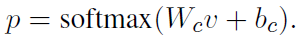 p = softmax(W_c v + b_c).